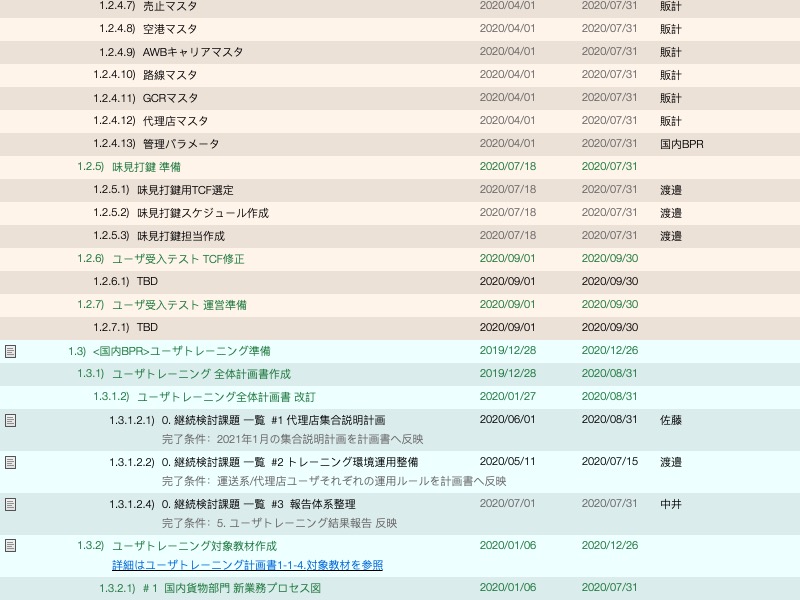 1.2.4.7) 売止マスタ 2020/04/01 2020/07/31 販計
1.2.4.8) 空港マスタ 2020/04/01 2020/07/31 販計
1.2.4.9) AWBキャリアマスタ 2020/04/01 2020/07/31 販計
1.2.4.10) 路線マスタ 2020/04/01 2020/07/31 販計
1.2.4.11) GCRマスタ 2020/04/01 2020/07/31 販計
1.2.4.12) 代理店マスタ 2020/04/01 2020/07/31 販計
1.2.4.13) 管理パラメータ 2020/04/01 2020/07/31 国内BPR
1.2.5) 味見打鍵 準備 2020/07/18 2020/07/31
1.2.5.1) 味見打鍵用TCF選定 2020/07/18 2020/07/31 渡邉
1.2.5.2) 味見打鍵スケジュール作成 2020/07/18 2020/07/31 渡邉
1.2.5.3) 味見打鍵担当作成 2020/07/18 2020/07/31 渡邉
1.2.6) ユーザ受入テスト TCF修正 2020/09/01 2020/09/30
1.2.6.1) TBD 2020/09/01 2020/09/30
1.2.7) ユーザ受入テスト 運営準備 2020/09/01 2020/09/30
1.2.7.1) TBD 2020/09/01 2020/09/30
1.3) <国内BPR>ユーザトレーニング準備 2019/12/28 2020/12/26
1.3.1) ユーザトレーニング 全体計画書作成 2019/12/28 2020/08/31
1.3.1.2) ユーザトレーニング全体計画書 改訂 2020/01/27 2020/08/31
1.3.1.2.1) 0. 継続検討課題 一覧 #1 代理店集合説明計画 2020/06/01 2020/08/31 佐藤
完了条件: 2021年1月の集合説明計画を計画書へ反映
1.3.1.2.2) 0. 継続検討課題 一覧 #2 トレーニング環境運用整備 2020/05/11 2020/07/15 渡邉
完了条件: 運送系/代理店ユーザそれぞれの運用ルールを計画書へ反映
1.3.1.2.4) 0. 継続検討課題 一覧 #3 報告体系整理 2020/07/01 2020/07/31 中井
完了条件: 5. ユーザトレーニング結果報告 反映
1.3.2) ユーザトレーニング対象教材作成 2020/01/06 2020/12/26
詳細はユーザトレーニング計画書1-1-4.対象教材を参照
1.3.2.1) # 1 国内貨物部門 新業務プロセス図 2020/01/06 2020/07/31